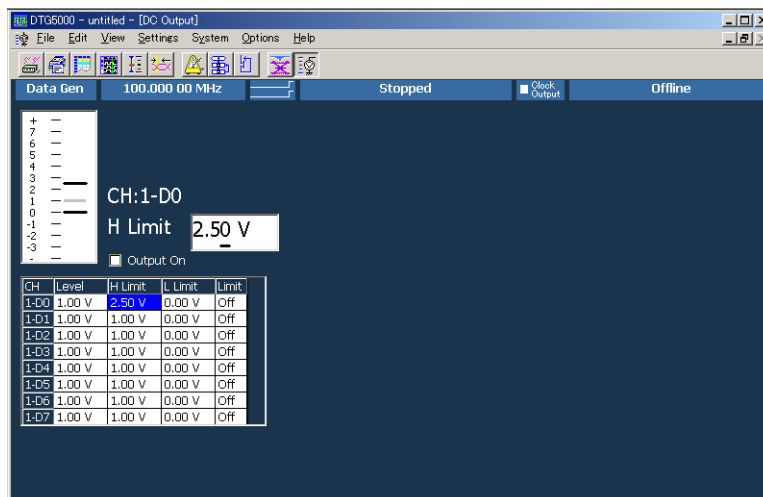 DTG5000 - untitled - [DC Output]
File Edit View Settings System Options Help
Data Gen 100.000 00 MHz Stopped Clock Output Offline
+
7
6
5
4
3
2
1
0
-1
-2
-3
-
CH:1-D0
H Limit 2.50 V
Output On
CH Level H Limit L Limit Limit
1-D0 1.00 V 2.50 V 0.00 V Off
1-D1 1.00 V 1.00 V 0.00 V Off
1-D2 1.00 V 1.00 V 0.00 V Off
1-D3 1.00 V 1.00 V 0.00 V Off
1-D4 1.00 V 1.00 V 0.00 V Off
1-D5 1.00 V 1.00 V 0.00 V Off
1-D6 1.00 V 1.00 V 0.00 V Off
1-D7 1.00 V 1.00 V 0.00 V Off